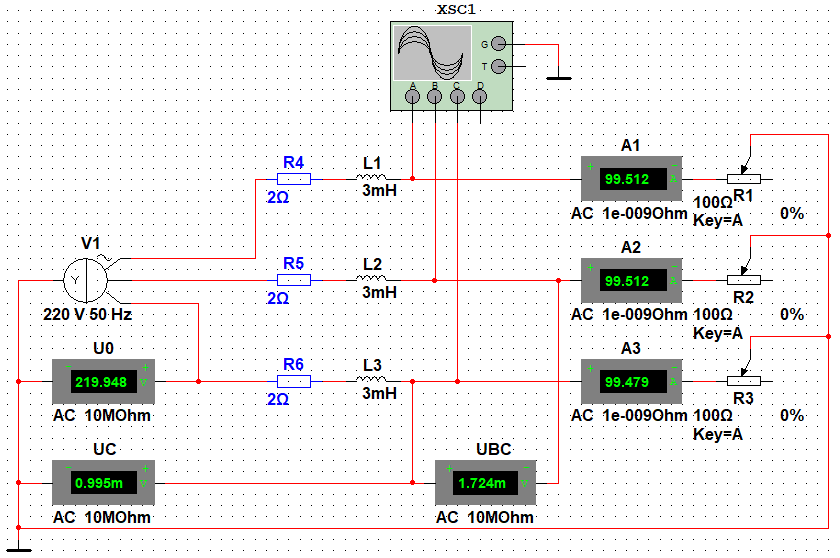 XSC1
G
T
A B C D
A1
R4
L1
99.512 A
R1
2Ω
3mH
100Ω
AC 1e-009Ohm
Key=A
0%
V1
A2
R5
L2
Y
99.512 A
R2
2Ω
3mH
220 V 50 Hz
AC 1e-009Ohm
100Ω
0%
Key=A
U0
R6
L3
A3
219.948 V
99.479 A
R3
2Ω
3mH
AC 10MOhm
AC 1e-009Ohm
100Ω
0%
Key=A
UC
UBC
0.995m V
1.724m V
AC 10MOhm
AC 10MOhm